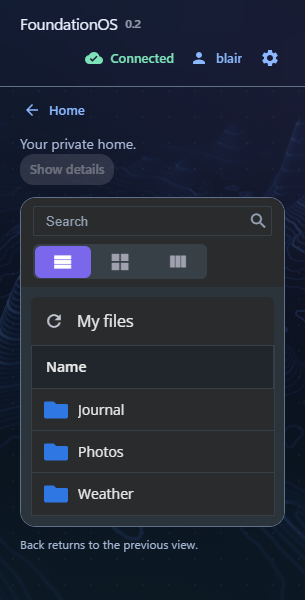 FoundationOS 0.2
Connected blair
Home
Your private home.
Show details
Search
My files
Name
Journal
Photos
Weather
Back returns to the previous view.